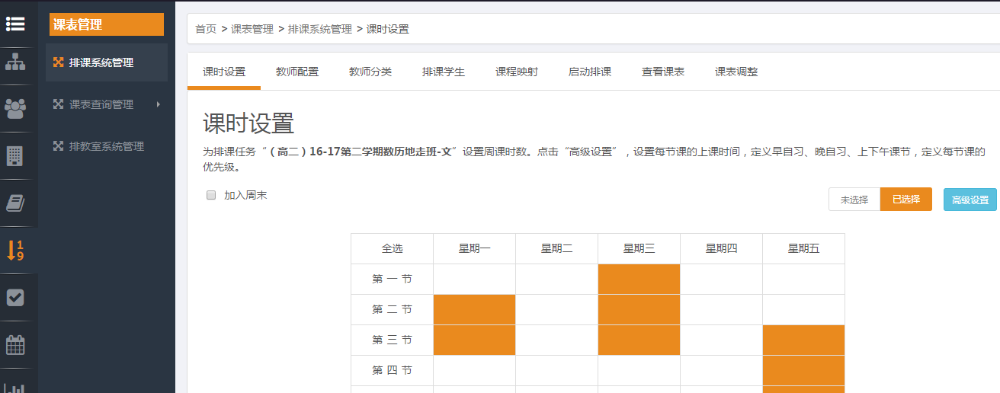 课表管理
排课系统管理
课表查询管理
排教室系统管理
1
9
首页 > 课表管理 > 排课系统管理 > 课时设置
课时设置 教师配置 教师分类 排课学生 课程映射 启动排课 查看课表 课表调整
课时设置
为排课任务“（高二）16-17第二学期数历地走班-文”设置周课时数。点击“高级设置”，设置每节课的上课时间，定义早自习、晚自习、上下午课节，定义每节课的
优先级。
加入周末
未选择 已选择 高级设置
全选 星期一 星期二 星期三 星期四 星期五
第 一 节
第 二 节
第 三 节
第 四 节